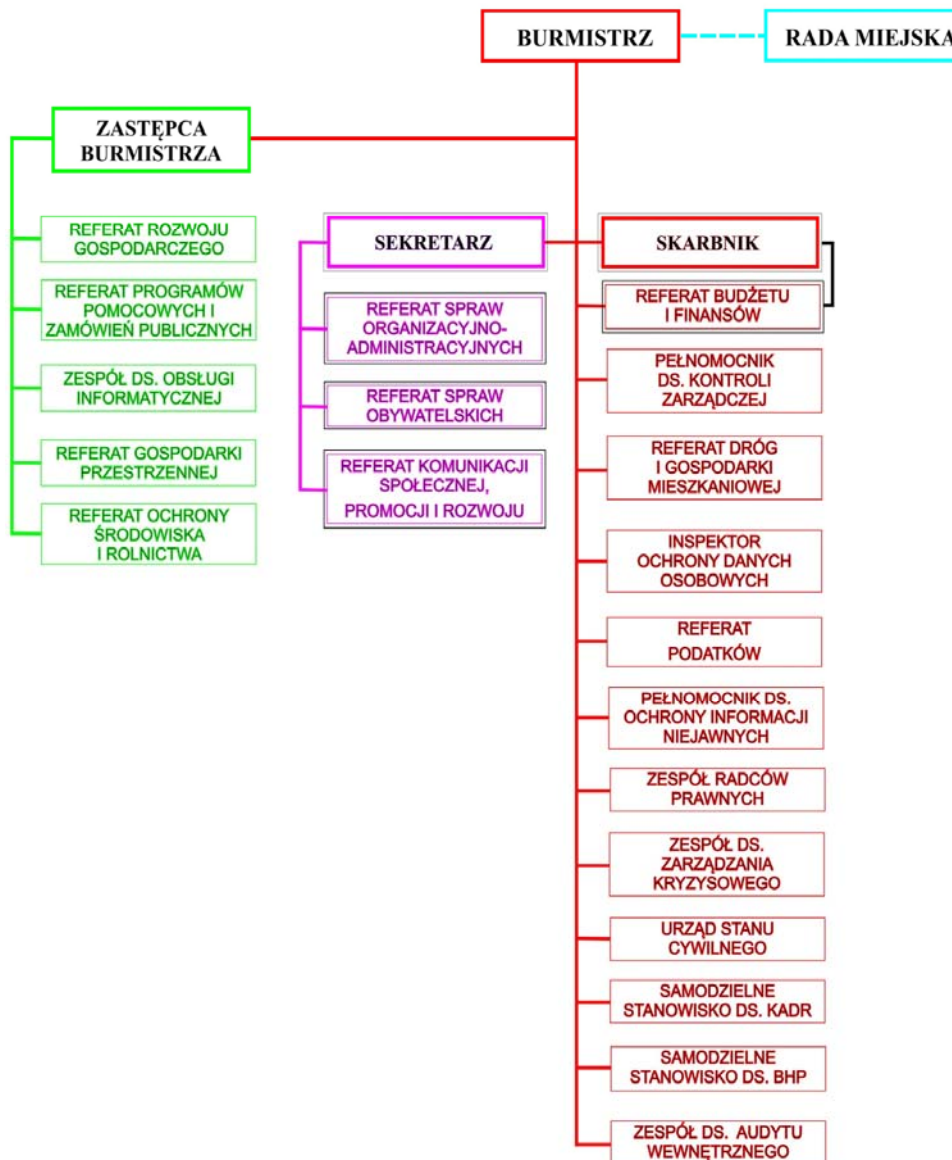 BURMISTRZ
RADA MIEJSKA
ZASTĘPCA
BURMISTRZA
REFERAT ROZWOJU
GOSPODARCZEGO
REFERAT PROGRAMÓW
POMOCOWYCH I
ZAMÓWIEŃ PUBLICZNYCH
ZESPÓŁ DS. OBSŁUGI
INFORMATYCZNEJ
REFERAT GOSPODARKI
PRZESTRZENNEJ
REFERAT OCHRONY
ŚRODOWISKA
I ROLNICTWA
SEKRETARZ
REFERAT SPRAW
ORGANIZACYJNO-
ADMINISTRACYJNYCH
REFERAT SPRAW
OBYWATELSKICH
REFERAT KOMUNIKACJI
SPOŁECZNEJ,
PROMOCJI I ROZWOJU
SKARBNIK
REFERAT BUDŻETU
I FINANSÓW
PEŁNOMOCNIK
DS. KONTROLI
ZARZĄDCZEJ
REFERAT DRÓG
I GOSPODARKI
MIESZKANIOWEJ
INSPEKTOR
OCHRONY DANYCH
OSOBOWYCH
REFERAT
PODATKÓW
PEŁNOMOCNIK DS.
OCHRONY INFORMACJI
NIEJAWNYCH
ZESPÓŁ RADCÓW
PRAWNYCH
ZESPÓŁ DS.
ZARZĄDZANIA
KRYZYSOWEGO
URZĄD STANU
CYWILNEGO
SAMODZIELNE
STANOWISKO DS. KADR
SAMODZIELNE
STANOWISKO DS. BHP
ZESPÓŁ DS. AUDYTU
WEWNĘTRZNEGO